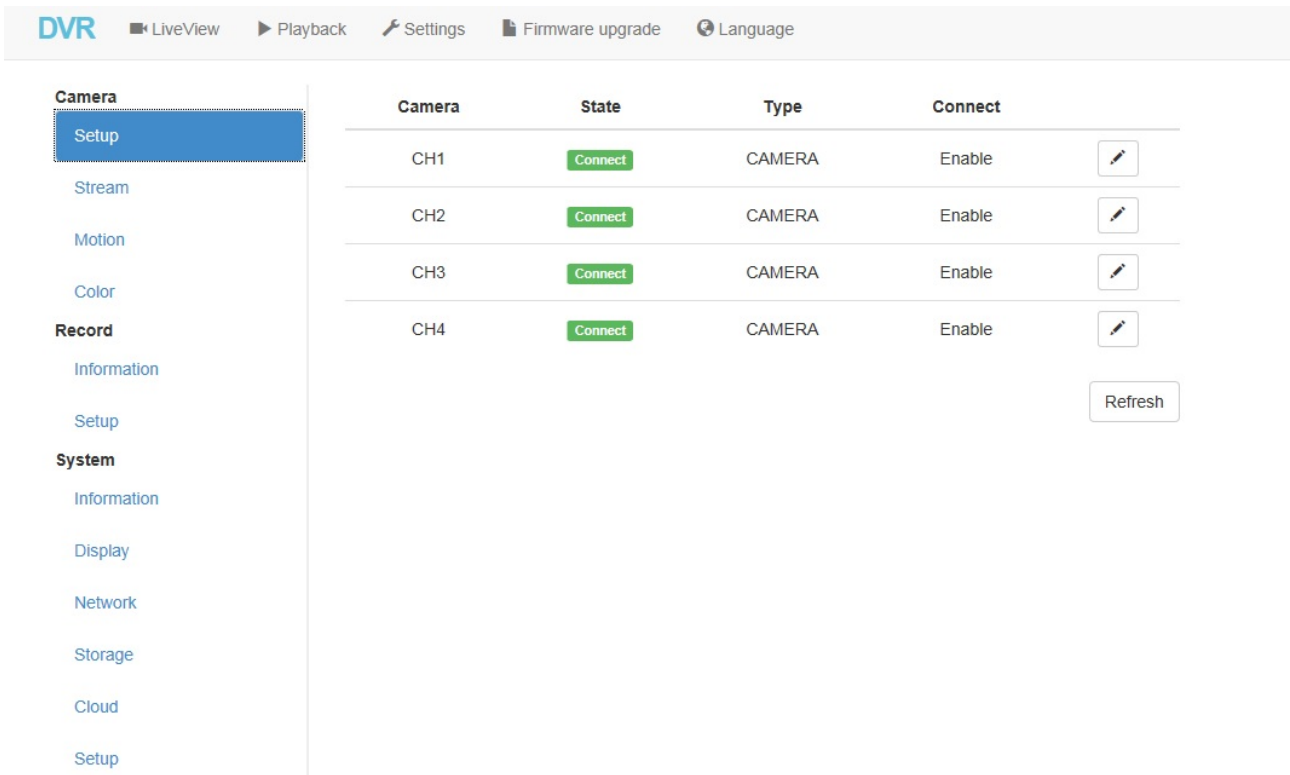 DVR LiveView Playback Settings Firmware upgrade Language
Camera
Setup
Stream
Motion
Color
Record
Information
Setup
System
Information
Display
Network
Storage
Cloud
Setup
Camera State Type Connect
CH1 Connect CAMERA Enable
CH2 Connect CAMERA Enable
CH3 Connect CAMERA Enable
CH4 Connect CAMERA Enable
Refresh